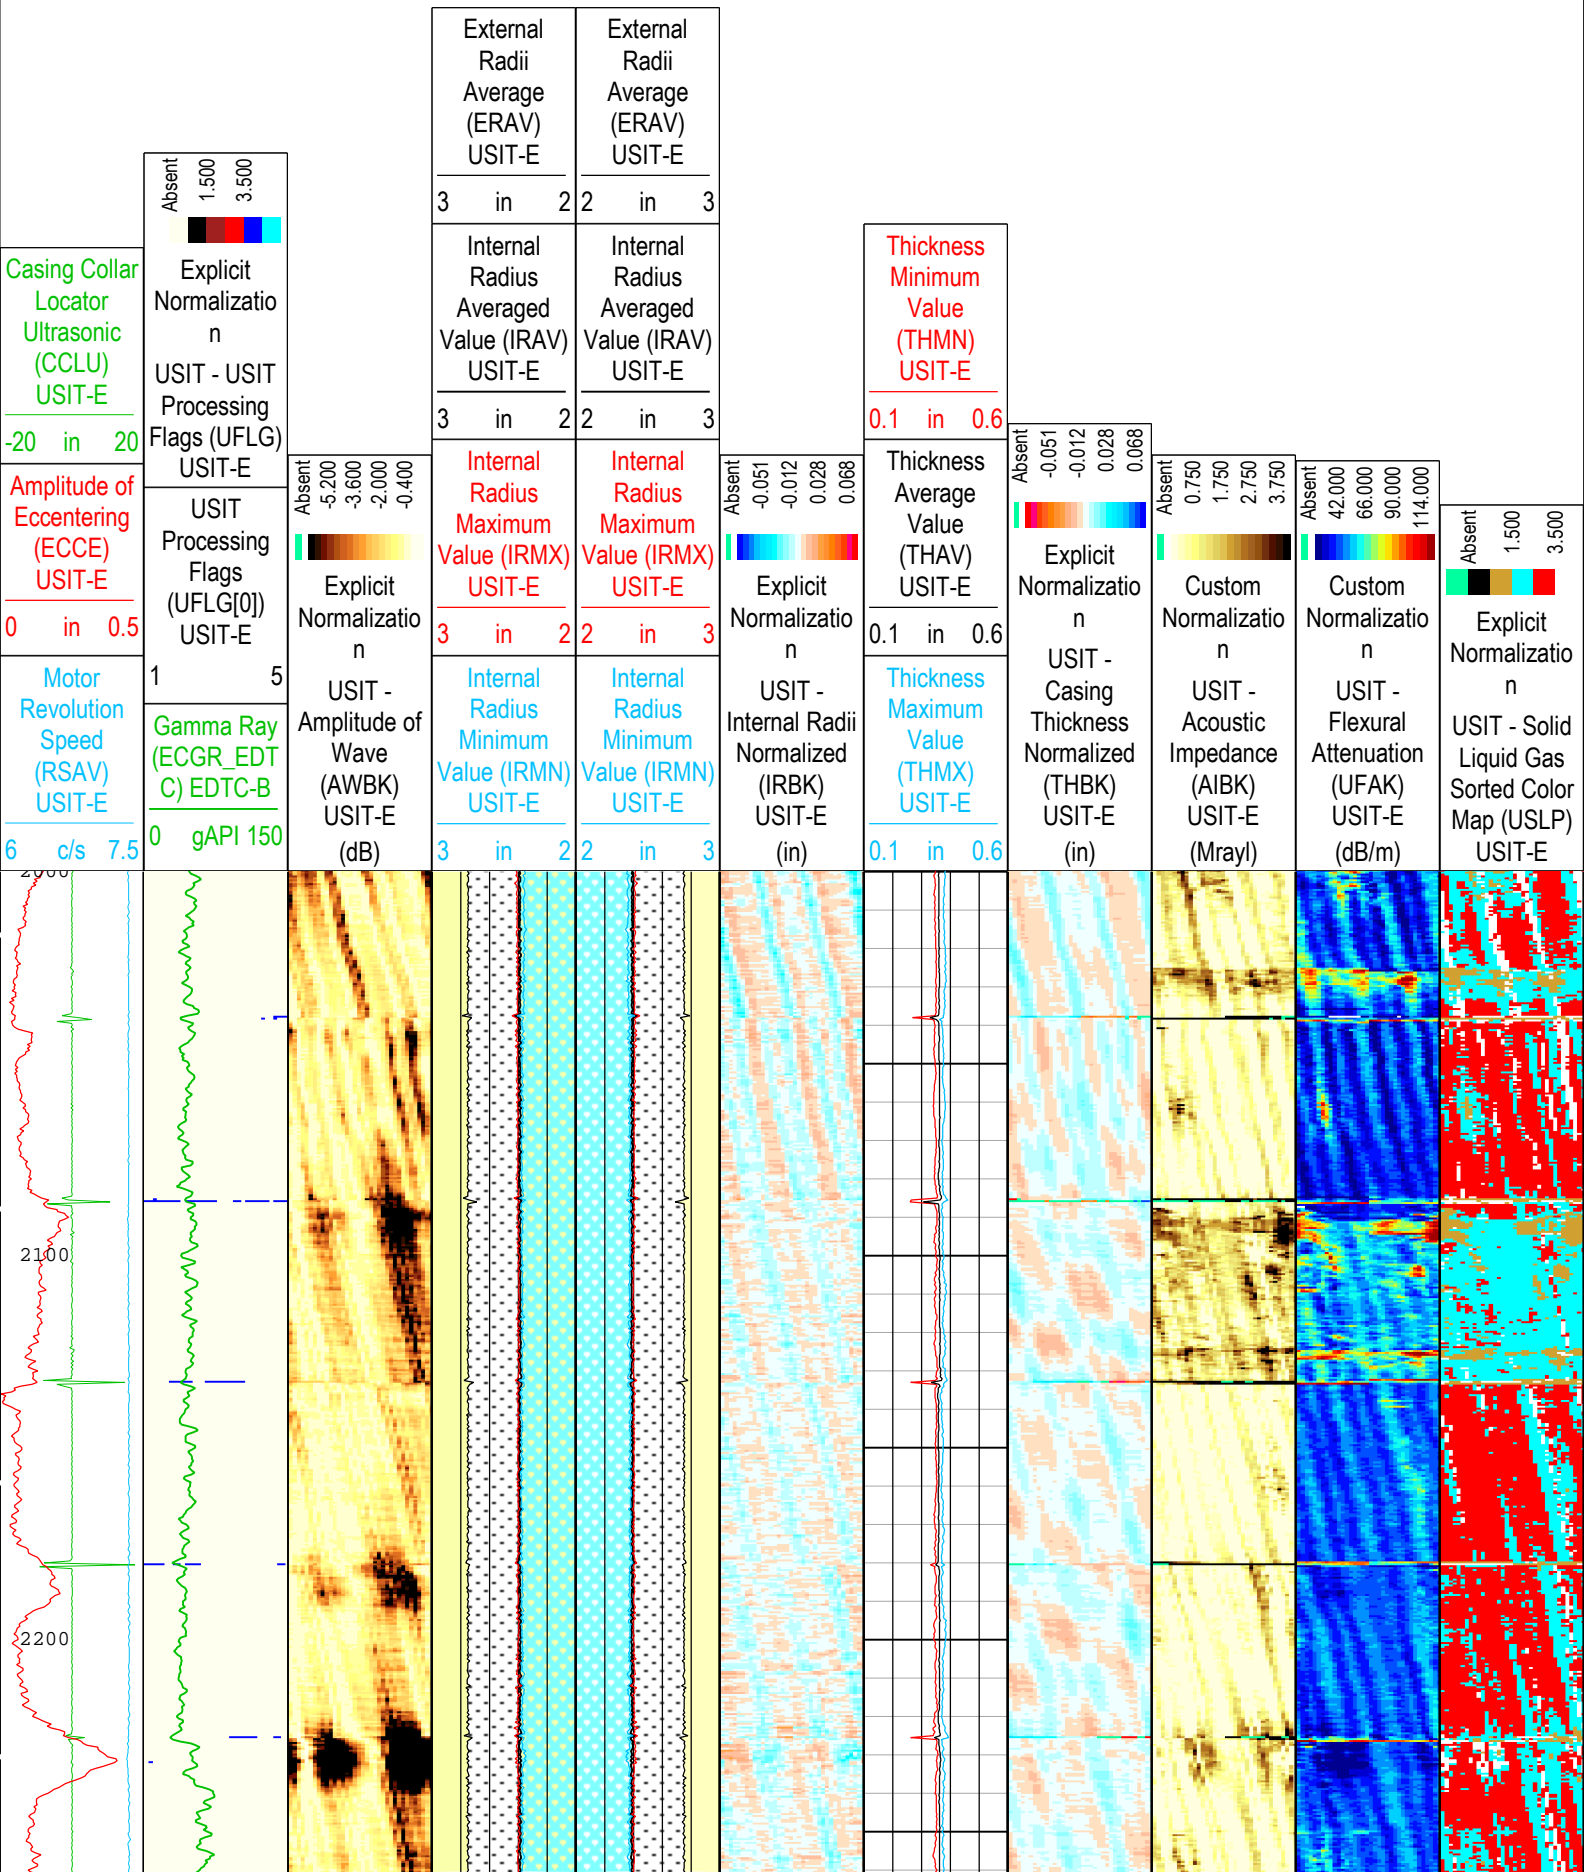 Casing Collar
Locator
Ultrasonic
(CCLU)
USIT-E
-20 in 20
Amplitude of
Eccentering
(ECCE)
USIT-E
0 in 0.5
Motor
Revolution
Speed
(RSAV)
USIT-E
6 c/s 7.5
Absent
1.500
3.500
Explicit
Normalizatio
n
USIT - USIT
Processing
Flags (UFLG)
USIT-E
USIT
Processing
Flags
(UFLG[0])
USIT-E
1 5
Gamma Ray
(ECGR_EDT
C) EDTC-B
0 gAPI 150
Absent
-5.200
-3.600
-2.000
-0.400
Explicit
Normalizatio
n
USIT -
Amplitude of
Wave
(AWBK)
USIT-E
(dB)
External
Radii
Average
(ERAV)
USIT-E
3 in 2
Internal
Radius
Averaged
Value (IRAV)
USIT-E
3 in 2
Internal
Radius
Maximum
Value (IRMX)
USIT-E
3 in 2
Internal
Radius
Minimum
Value (IRMN)
USIT-E
3 in 2
External
Radii
Average
(ERAV)
USIT-E
2 in 3
Internal
Radius
Averaged
Value (IRAV)
USIT-E
2 in 3
Internal
Radius
Maximum
Value (IRMX)
USIT-E
2 in 3
Internal
Radius
Minimum
Value (IRMN)
USIT-E
2 in 3
Absent
-0.051
-0.012
0.028
0.068
Explicit
Normalizatio
n
USIT -
Internal Radii
Normalized
(IRBK)
USIT-E
(in)
Thickness
Minimum
Value
(THMN)
USIT-E
0.1 in 0.6
Thickness
Average
Value
(THAV)
USIT-E
0.1 in 0.6
Thickness
Maximum
Value
(THMX)
USIT-E
0.1 in 0.6
Absent
-0.051
-0.012
0.028
0.068
Explicit
Normalizatio
n
USIT -
Casing
Thickness
Normalized
(THBK)
USIT-E
(in)
Absent
0.750
1.750
2.750
3.750
Custom
Normalizatio
n
USIT -
Acoustic
Impedance
(AIBK)
USIT-E
(Mrayl)
Absent
42.000
66.000
90.000
114.000
Custom
Normalizatio
n
USIT -
Flexural
Attenuation
(UFAK)
USIT-E
(dB/m)
Absent
1.500
3.500
Explicit
Normalizatio
n
USIT - Solid
Liquid Gas
Sorted Color
Map (USLP)
USIT-E
2000
2100
2200